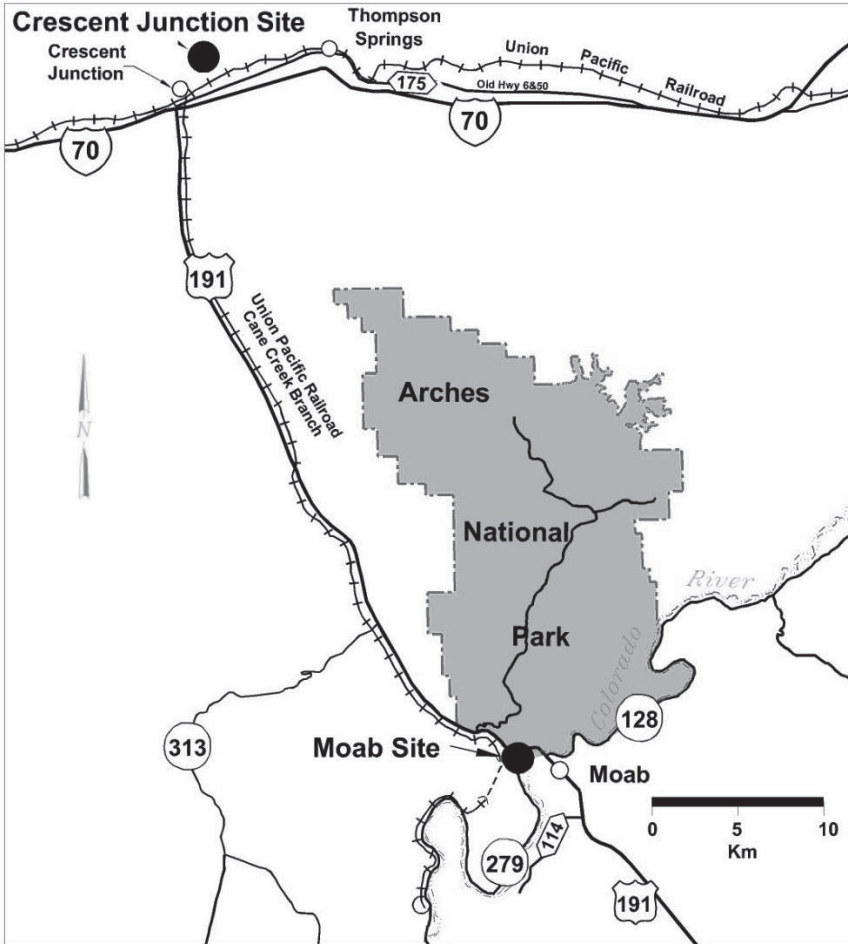 Crescent Junction Site
Thompson
Springs
Crescent
Junction
Union
Pacific
Railroad
175
Old Hwy 6&50
70
70
191
Union Pacific Railroad
Cane Creek Branch
N
Arches
National
Park
River
Colorado
128
313
Moab Site
Moab
0
5
10
Km
114
279
191